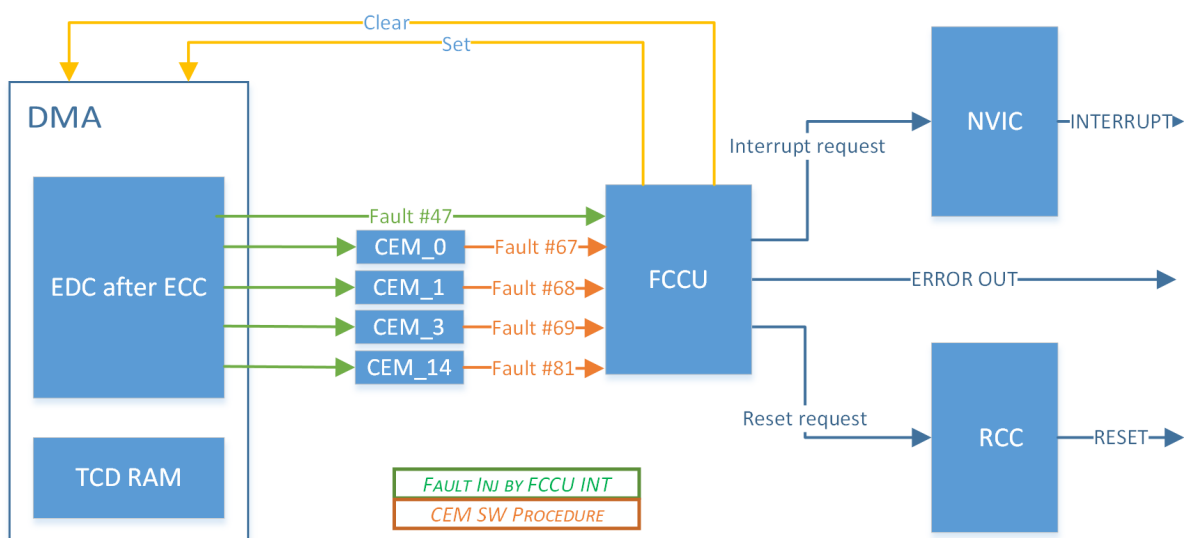 Clear
Set
DMA
NVIC
INTERRUPT
Interrupt request
EDC after ECC
Fault #47
CEM_0
Fault #67
CEM_1
Fault #68
CEM_3
Fault #69
CEM_14
Fault #81
FCCU
ERROR OUT
Reset request
RCC
RESET
TCD RAM
FAULT INJ BY FCCU INT
CEM SW PROCEDURE